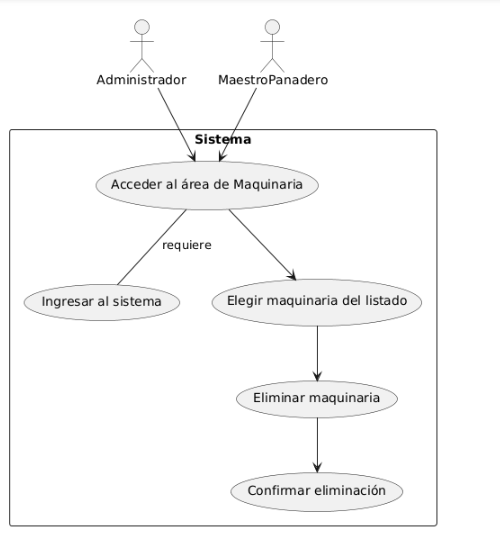 Administrador
MaestroPanadero
Sistema
Acceder al área de Maquinaria
requiere
Ingresar al sistema
Elegir maquinaria del listado
Eliminar maquinaria
Confirmar eliminación